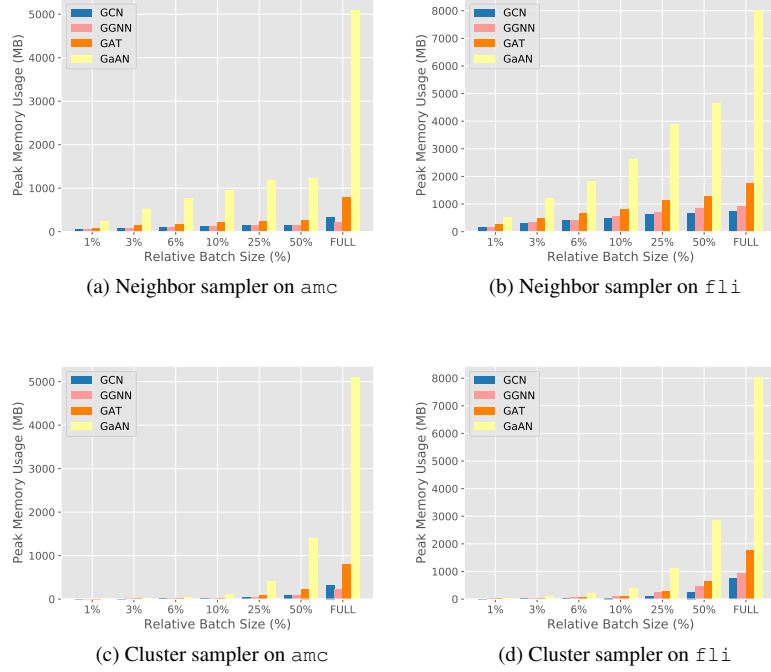 5000
4000
3000
2000
1000
0
Peak Memory Usage (MB)
GCN
GGNN
GAT
GaAN
1% 3% 6% 10% 25% 50% FULL
Relative Batch Size (%)
(a) Neighbor sampler on amc
8000
7000
6000
5000
4000
3000
2000
1000
0
Peak Memory Usage (MB)
GCN
GGNN
GAT
GaAN
1% 3% 6% 10% 25% 50% FULL
Relative Batch Size (%)
(b) Neighbor sampler on fli
5000
4000
3000
2000
1000
0
Peak Memory Usage (MB)
GCN
GGNN
GAT
GaAN
1% 3% 6% 10% 25% 50% FULL
Relative Batch Size (%)
(c) Cluster sampler on amc
8000
7000
6000
5000
4000
3000
2000
1000
0
Peak Memory Usage (MB)
GCN
GGNN
GAT
GaAN
1% 3% 6% 10% 25% 50% FULL
Relative Batch Size (%)
(d) Cluster sampler on fli